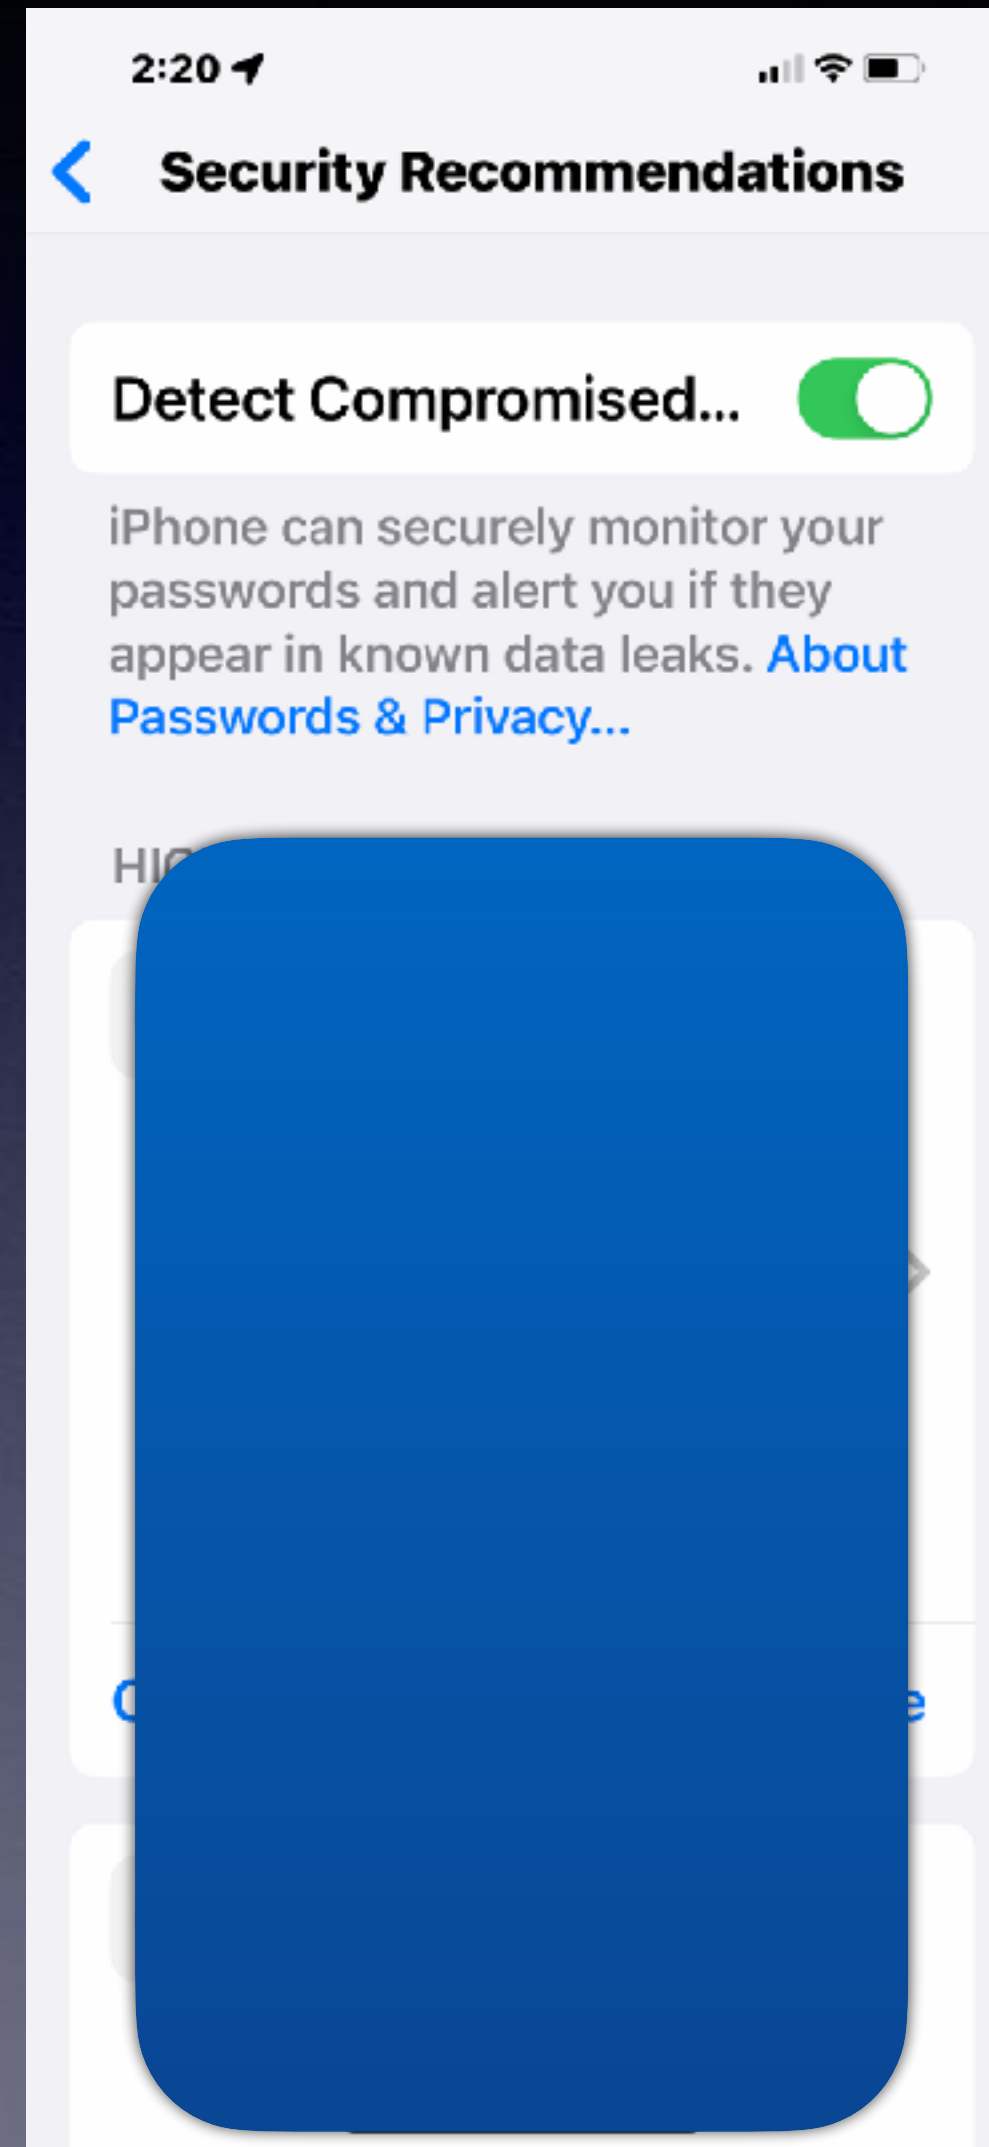 2:20
Security Recommendations
Detect Compromised...
iPhone can securely monitor your
passwords and alert you if they
appear in known data leaks. About
Passwords & Privacy...